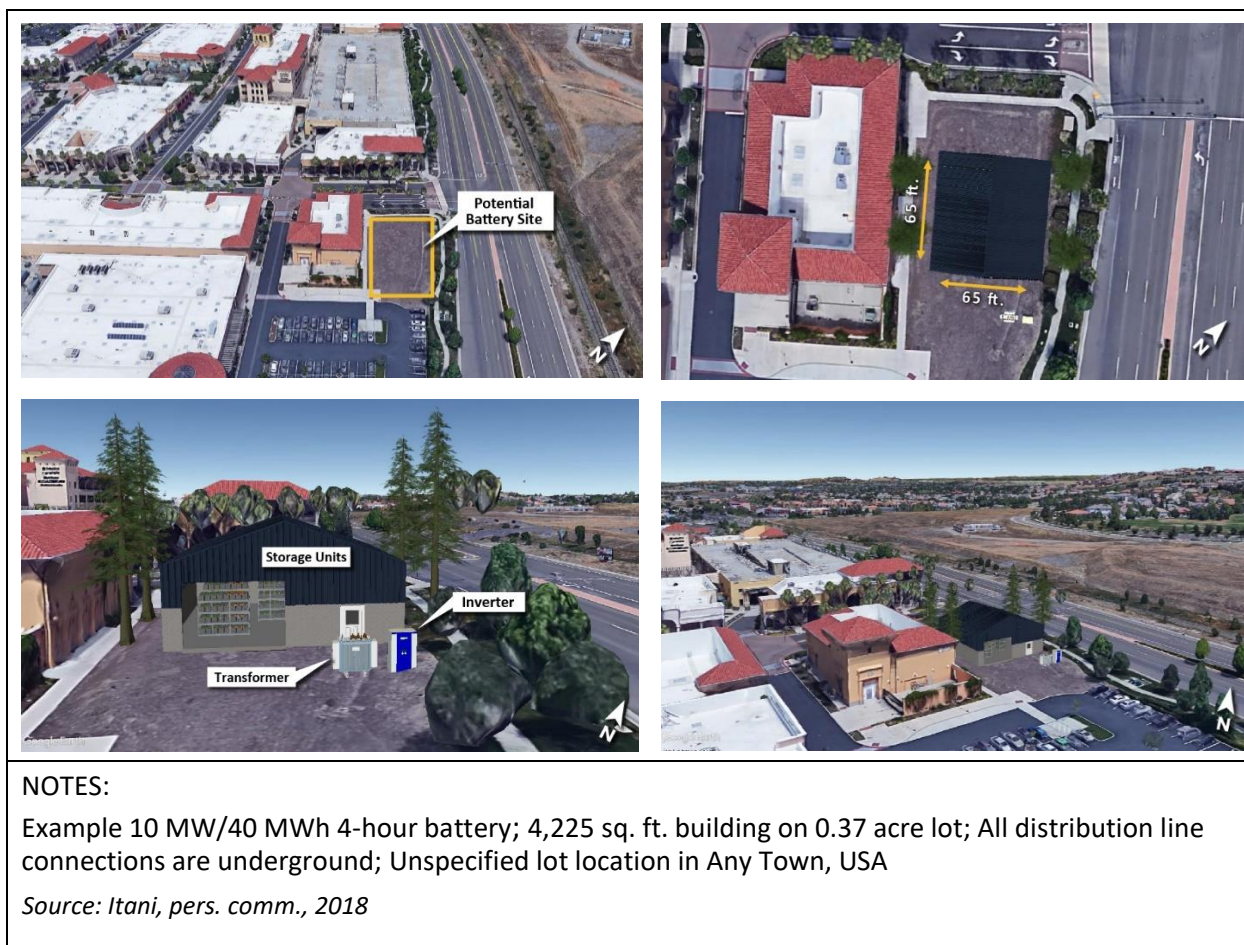 Potential
Battery Site
N
65 ft.
65 ft.
N
Storage Units
Inverter
Transformer
N
N
NOTES:
Example 10 MW/40 MWh 4-hour battery; 4,225 sq. ft. building on 0.37 acre lot; All distribution line
connections are underground; Unspecified lot location in Any Town, USA
Source: Itani, pers. comm., 2018